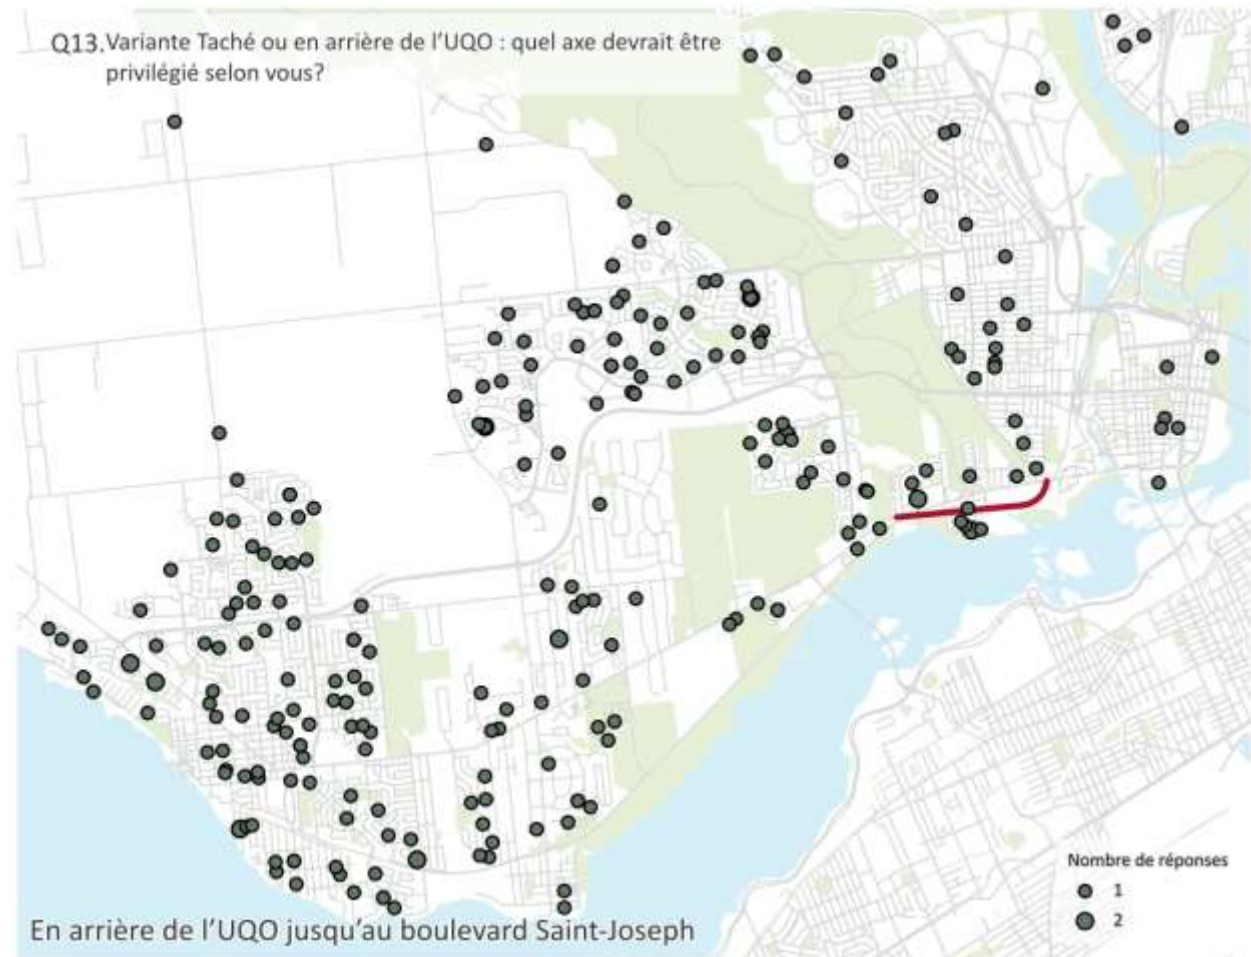 Q13. Variante Taché ou en arrière de l'UQO : quel axe devrait être
privilégié selon vous?
Nombre de réponses
1
2
En arrière de l'UQO jusqu'au boulevard Saint-Joseph